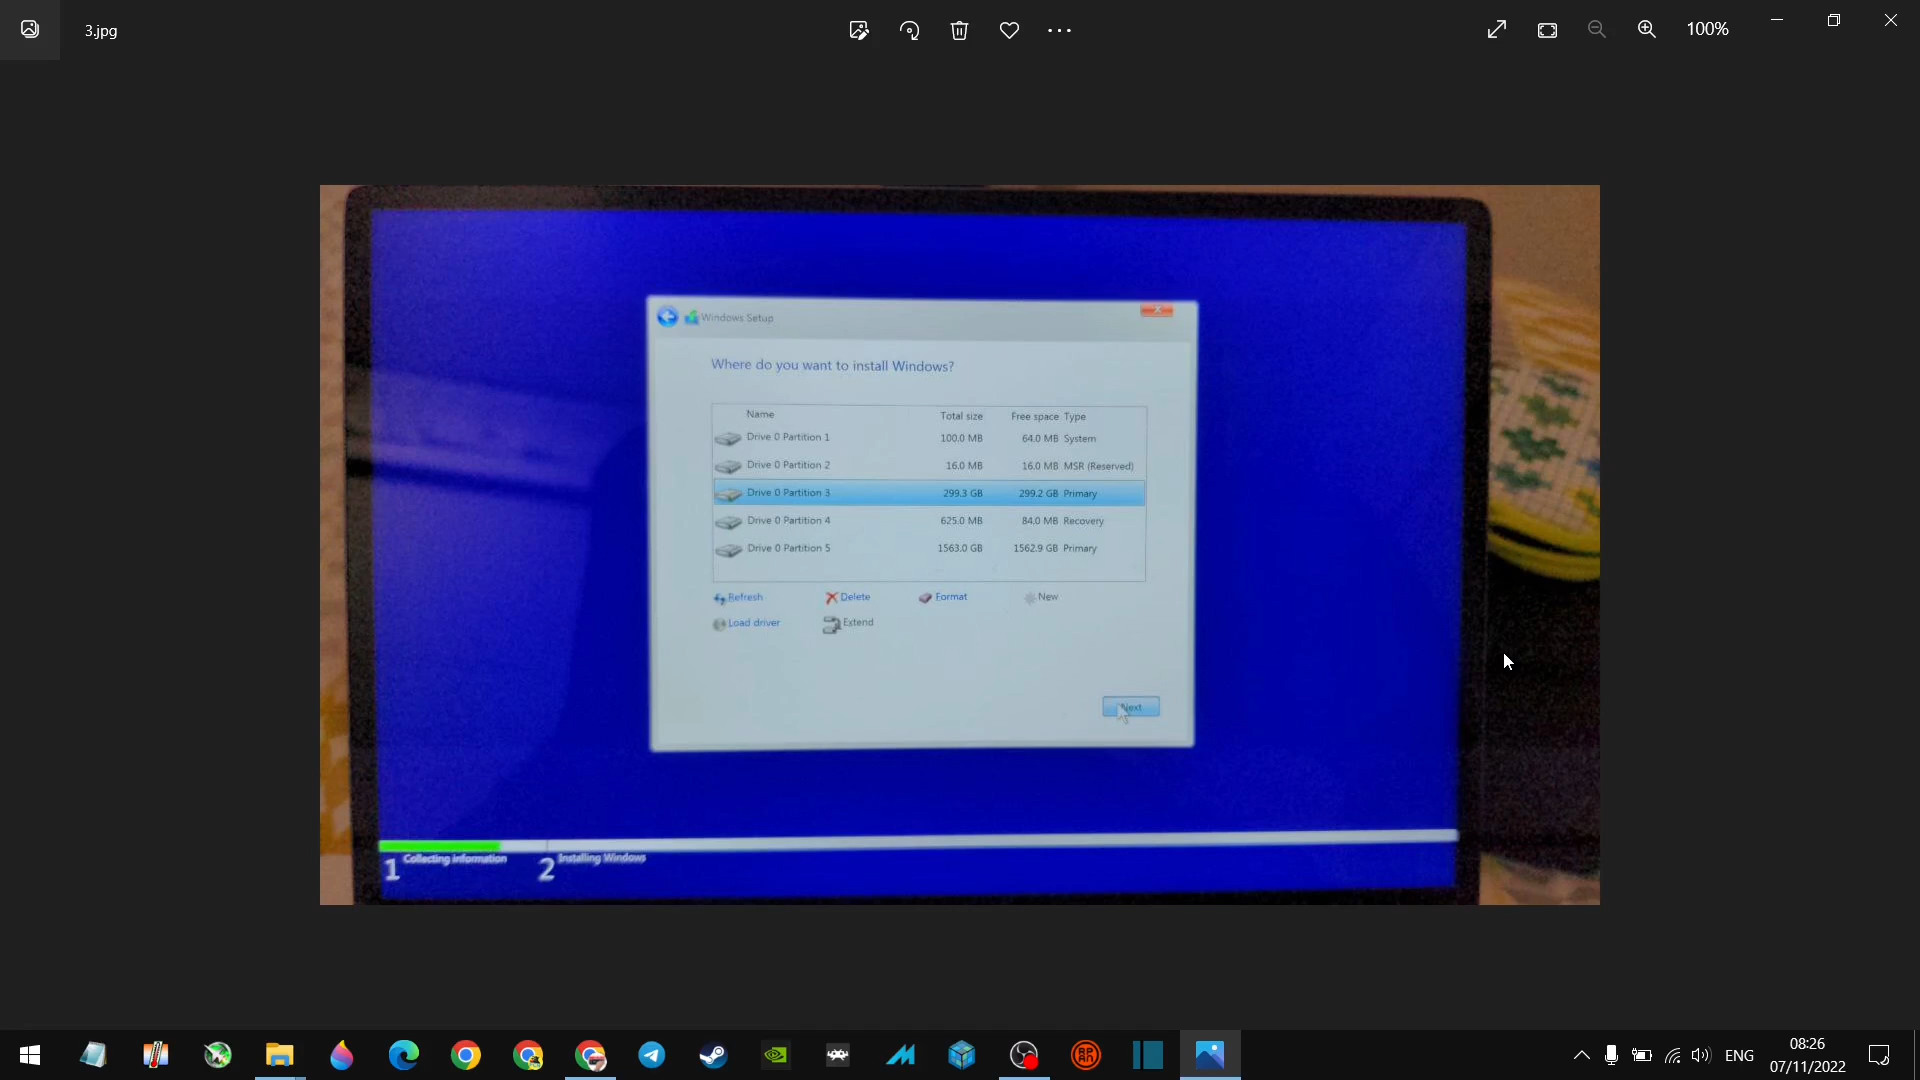 3.jpg
100%
Windows Setup
Where do you want to install Windows?
Name Total size Free space Type
Drive 0 Partition 1 100.0 MB 64.0 MB System
Drive 0 Partition 2 16.0 MB 16.0 MB MSR (Reserved)
Drive 0 Partition 3 299.3 GB 299.2 GB Primary
Drive 0 Partition 4 625.0 MB 84.0 MB Recovery
Drive 0 Partition 5 1563.0 GB 1562.9 GB Primary
Refresh Delete Format New
Load driver Extend
Next
1 Collecting information 2 Installing Windows
ENG
08:26
07/11/2022